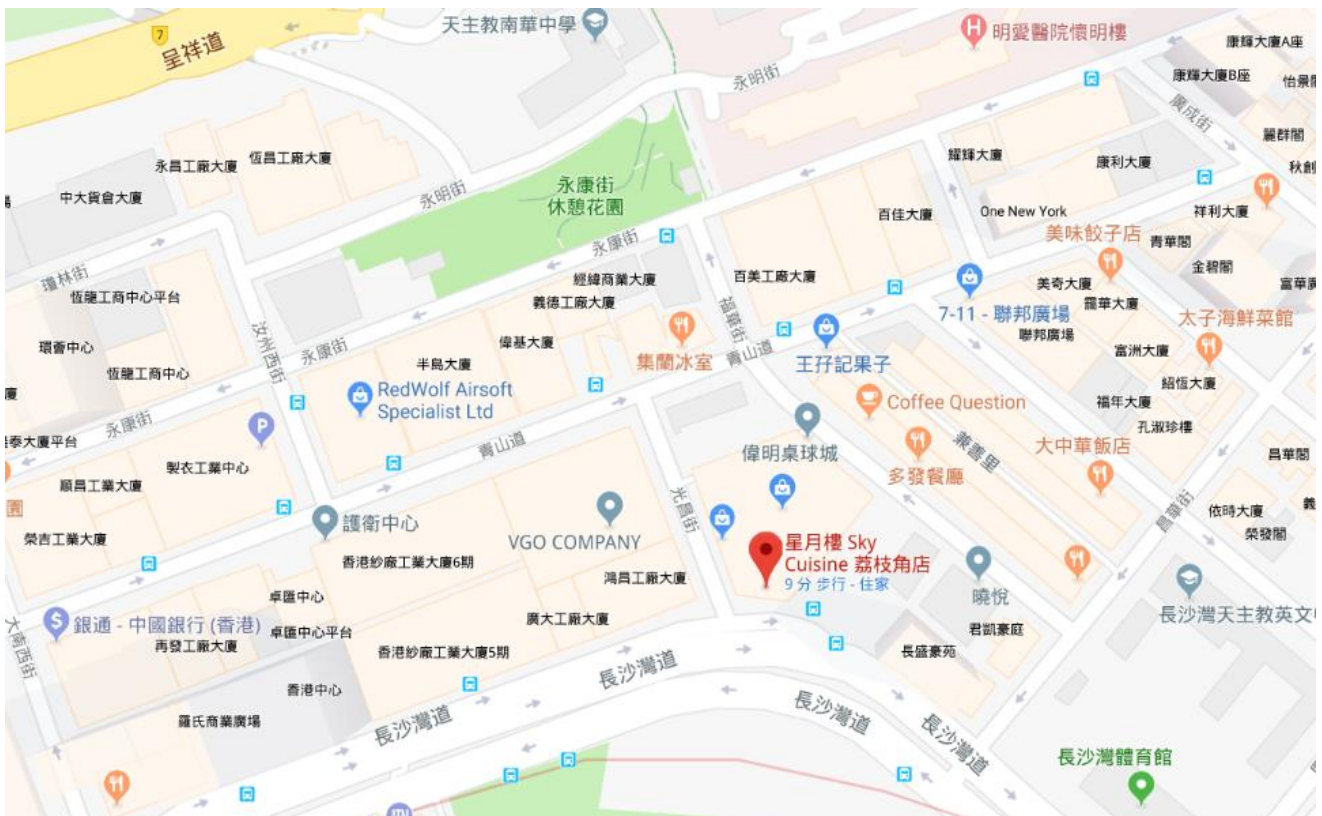 7
呈祥道
天主教南華中學
明愛醫院懷明樓
康輝大廈A座
康輝大廈B座
怡景閣
永明街
廣成街
麗群閣
永昌工廠大廈
恆昌工廠大廈
耀輝大廈
康利大廈
秋創
中大貨倉大廈
永明街
永康街
休憩花園
百佳大廈
One New York
祥利大廈
美味餃子店
青華閣
永康街
瓊林街
經緯商業大廈
百美工廠大廈
金碧閣
美奇大廈
富華
恆龍工商中心平台
義德工廠大廈
福華街
7-11 - 聯邦廣場
靄華大廈
太子海鮮菜館
環薈中心
汝州西街
永康街
偉基大廈
聯邦廣場
富洲大廈
恆龍工商中心
半島大廈
集蘭冰室
青山道
王孖記果子
紹恆大廈
RedWolf Airsoft
Specialist Ltd
Coffee Question
福年大廈
孔淑珍樓
永康街
泰大廈平台
P
青山道
偉明桌球城
兼善里
大中華飯店
昌華閣
製衣工業中心
多發餐廳
順昌工業大廈
光昌街
昌華街
依時大廈
護衛中心
榮發閣
榮吉工業大廈
VGO COMPANY
星月樓 Sky
Cuisine 荔枝角店
9 分 步行 - 住家
香港紗廠工業大廈6期
鴻昌工廠大廈
曉悅
卓匯中心
長沙灣天主教英文中
大南西街
銀通 - 中國銀行 (香港)
廣大工廠大廈
君凱豪庭
卓匯中心平台
再發工廠大廈
香港紗廠工業大廈5期
長盛豪苑
香港中心
長沙灣道
羅氏商業廣場
長沙灣道
長沙灣道
長沙灣道
長沙灣體育館